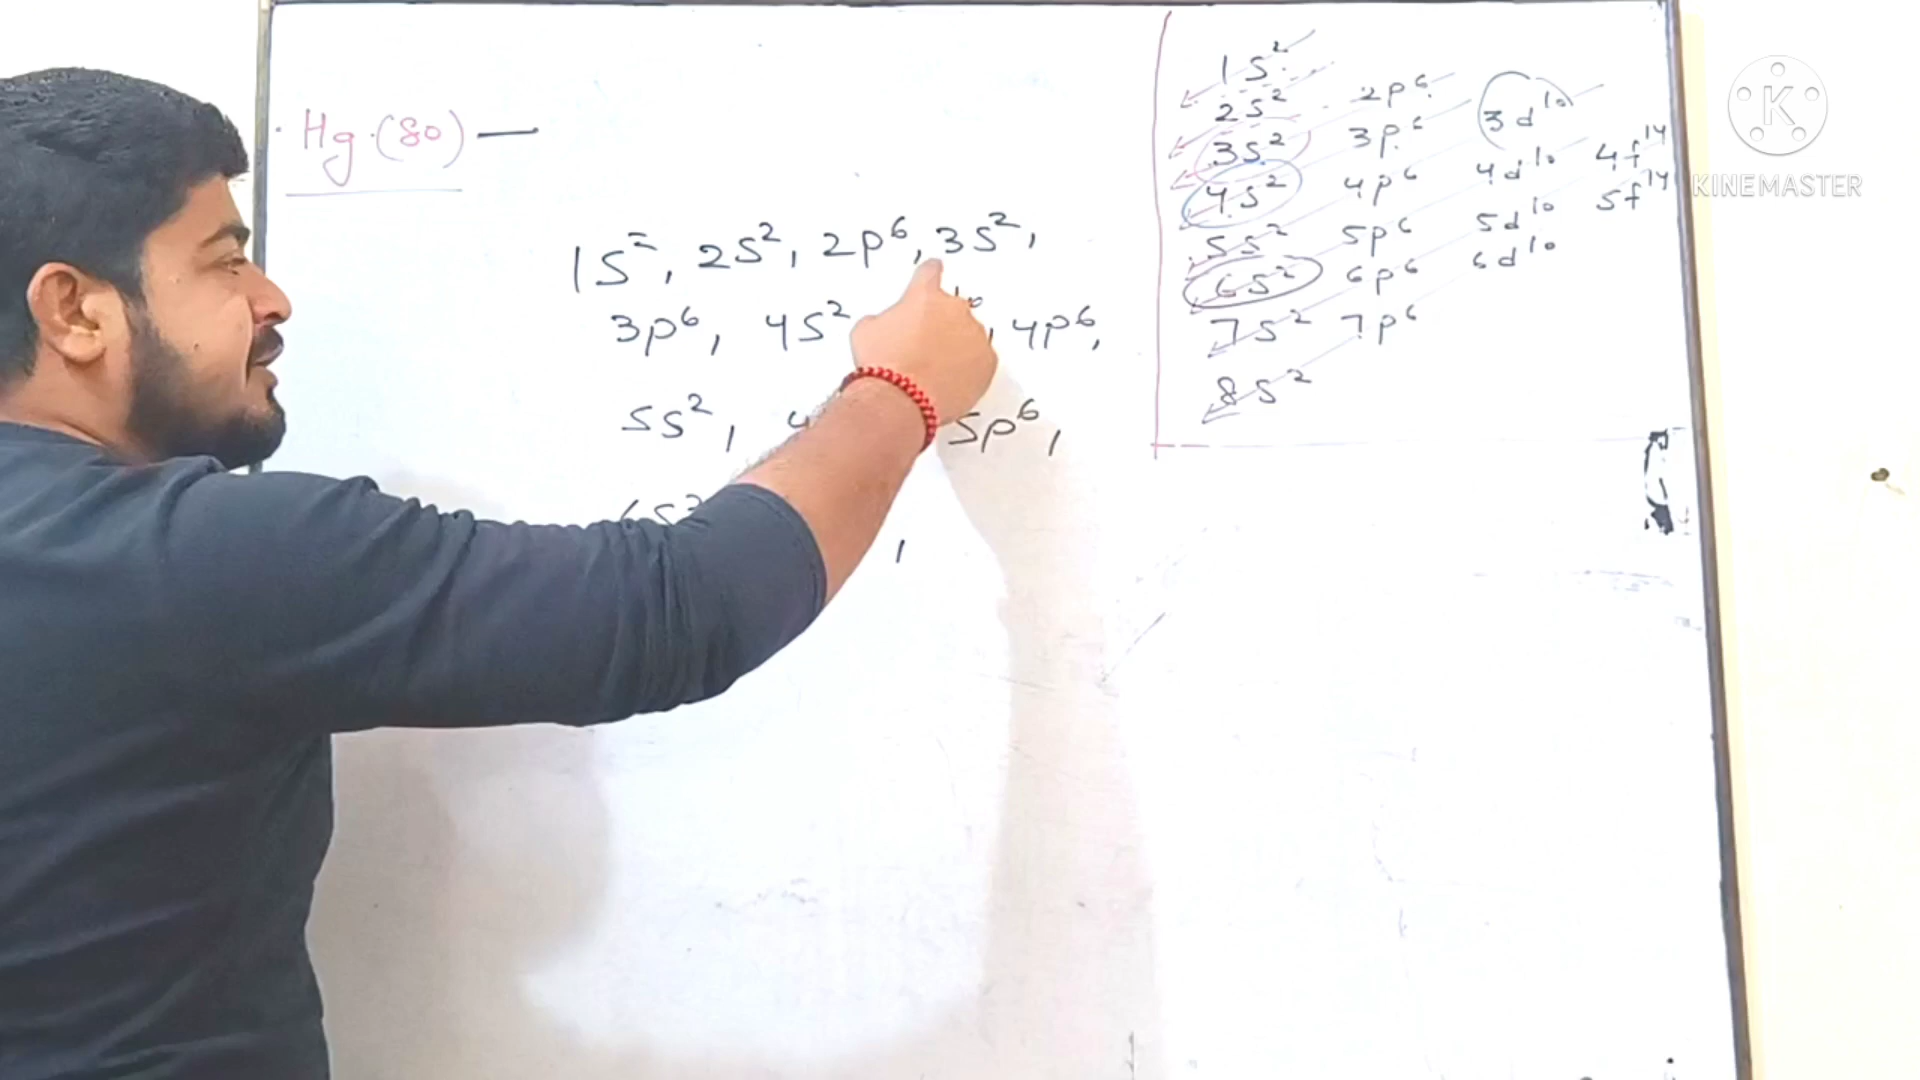 Hg (80) —
1s², 2s², 2p⁶, 3s²,
3p⁶, 4s² , 4p⁶,
5s², 5p⁶,
6s²
,
1s²
2s² 2p⁶
3s² 3p⁶ 3d¹⁰
4s² 4p⁶ 4d¹⁰ 4f¹⁴
5s² 5p⁶ 5d¹⁰ 5f¹⁴
6s² 6p⁶ 6d¹⁰
7s² 7p⁶
8s²
K
KINEMASTER